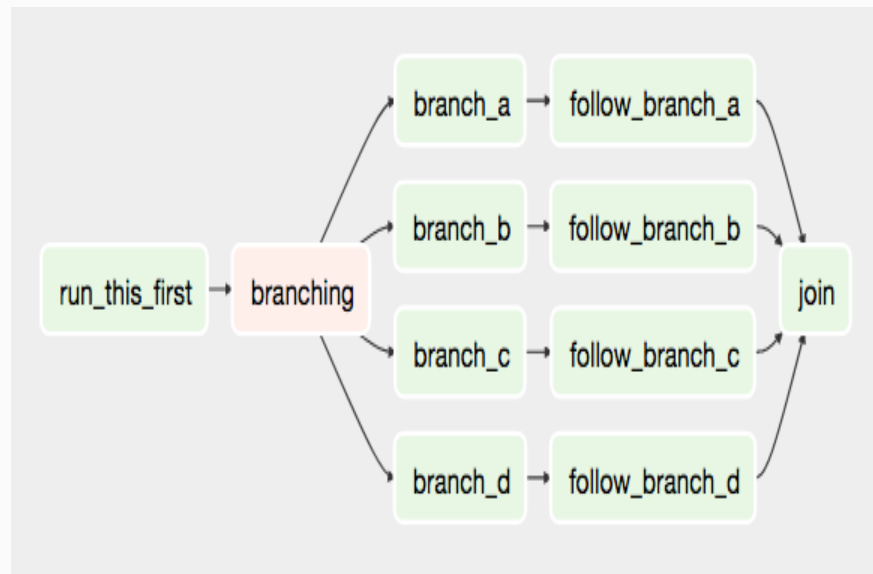 branch_a
follow_branch_a
branch_b
follow_branch_b
run_this_first
branching
join
branch_c
follow_branch_c
branch_d
follow_branch_d